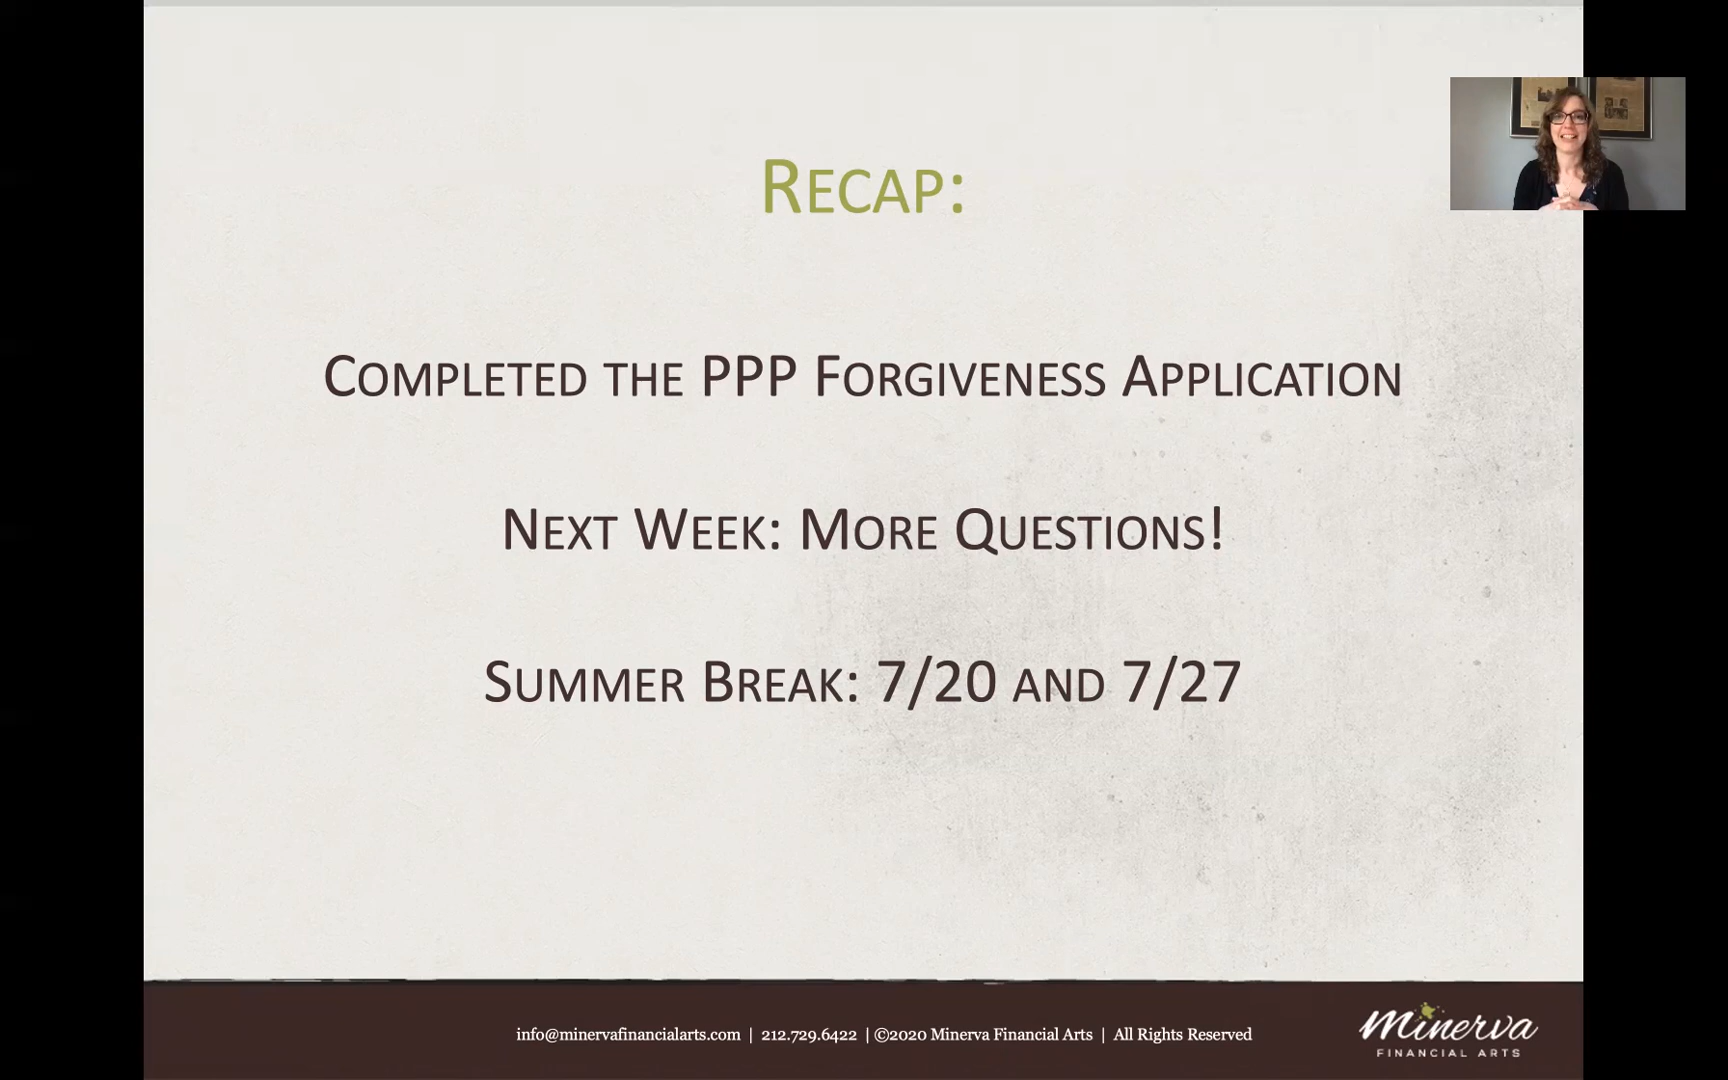 Recap:
Completed the PPP Forgiveness Application
Next Week: More Questions!
Summer Break: 7/20 and 7/27
info@minervafinancialarts.com | 212.729.6422 | ©2020 Minerva Financial Arts | All Rights Reserved
Minerva
FINANCIAL ARTS